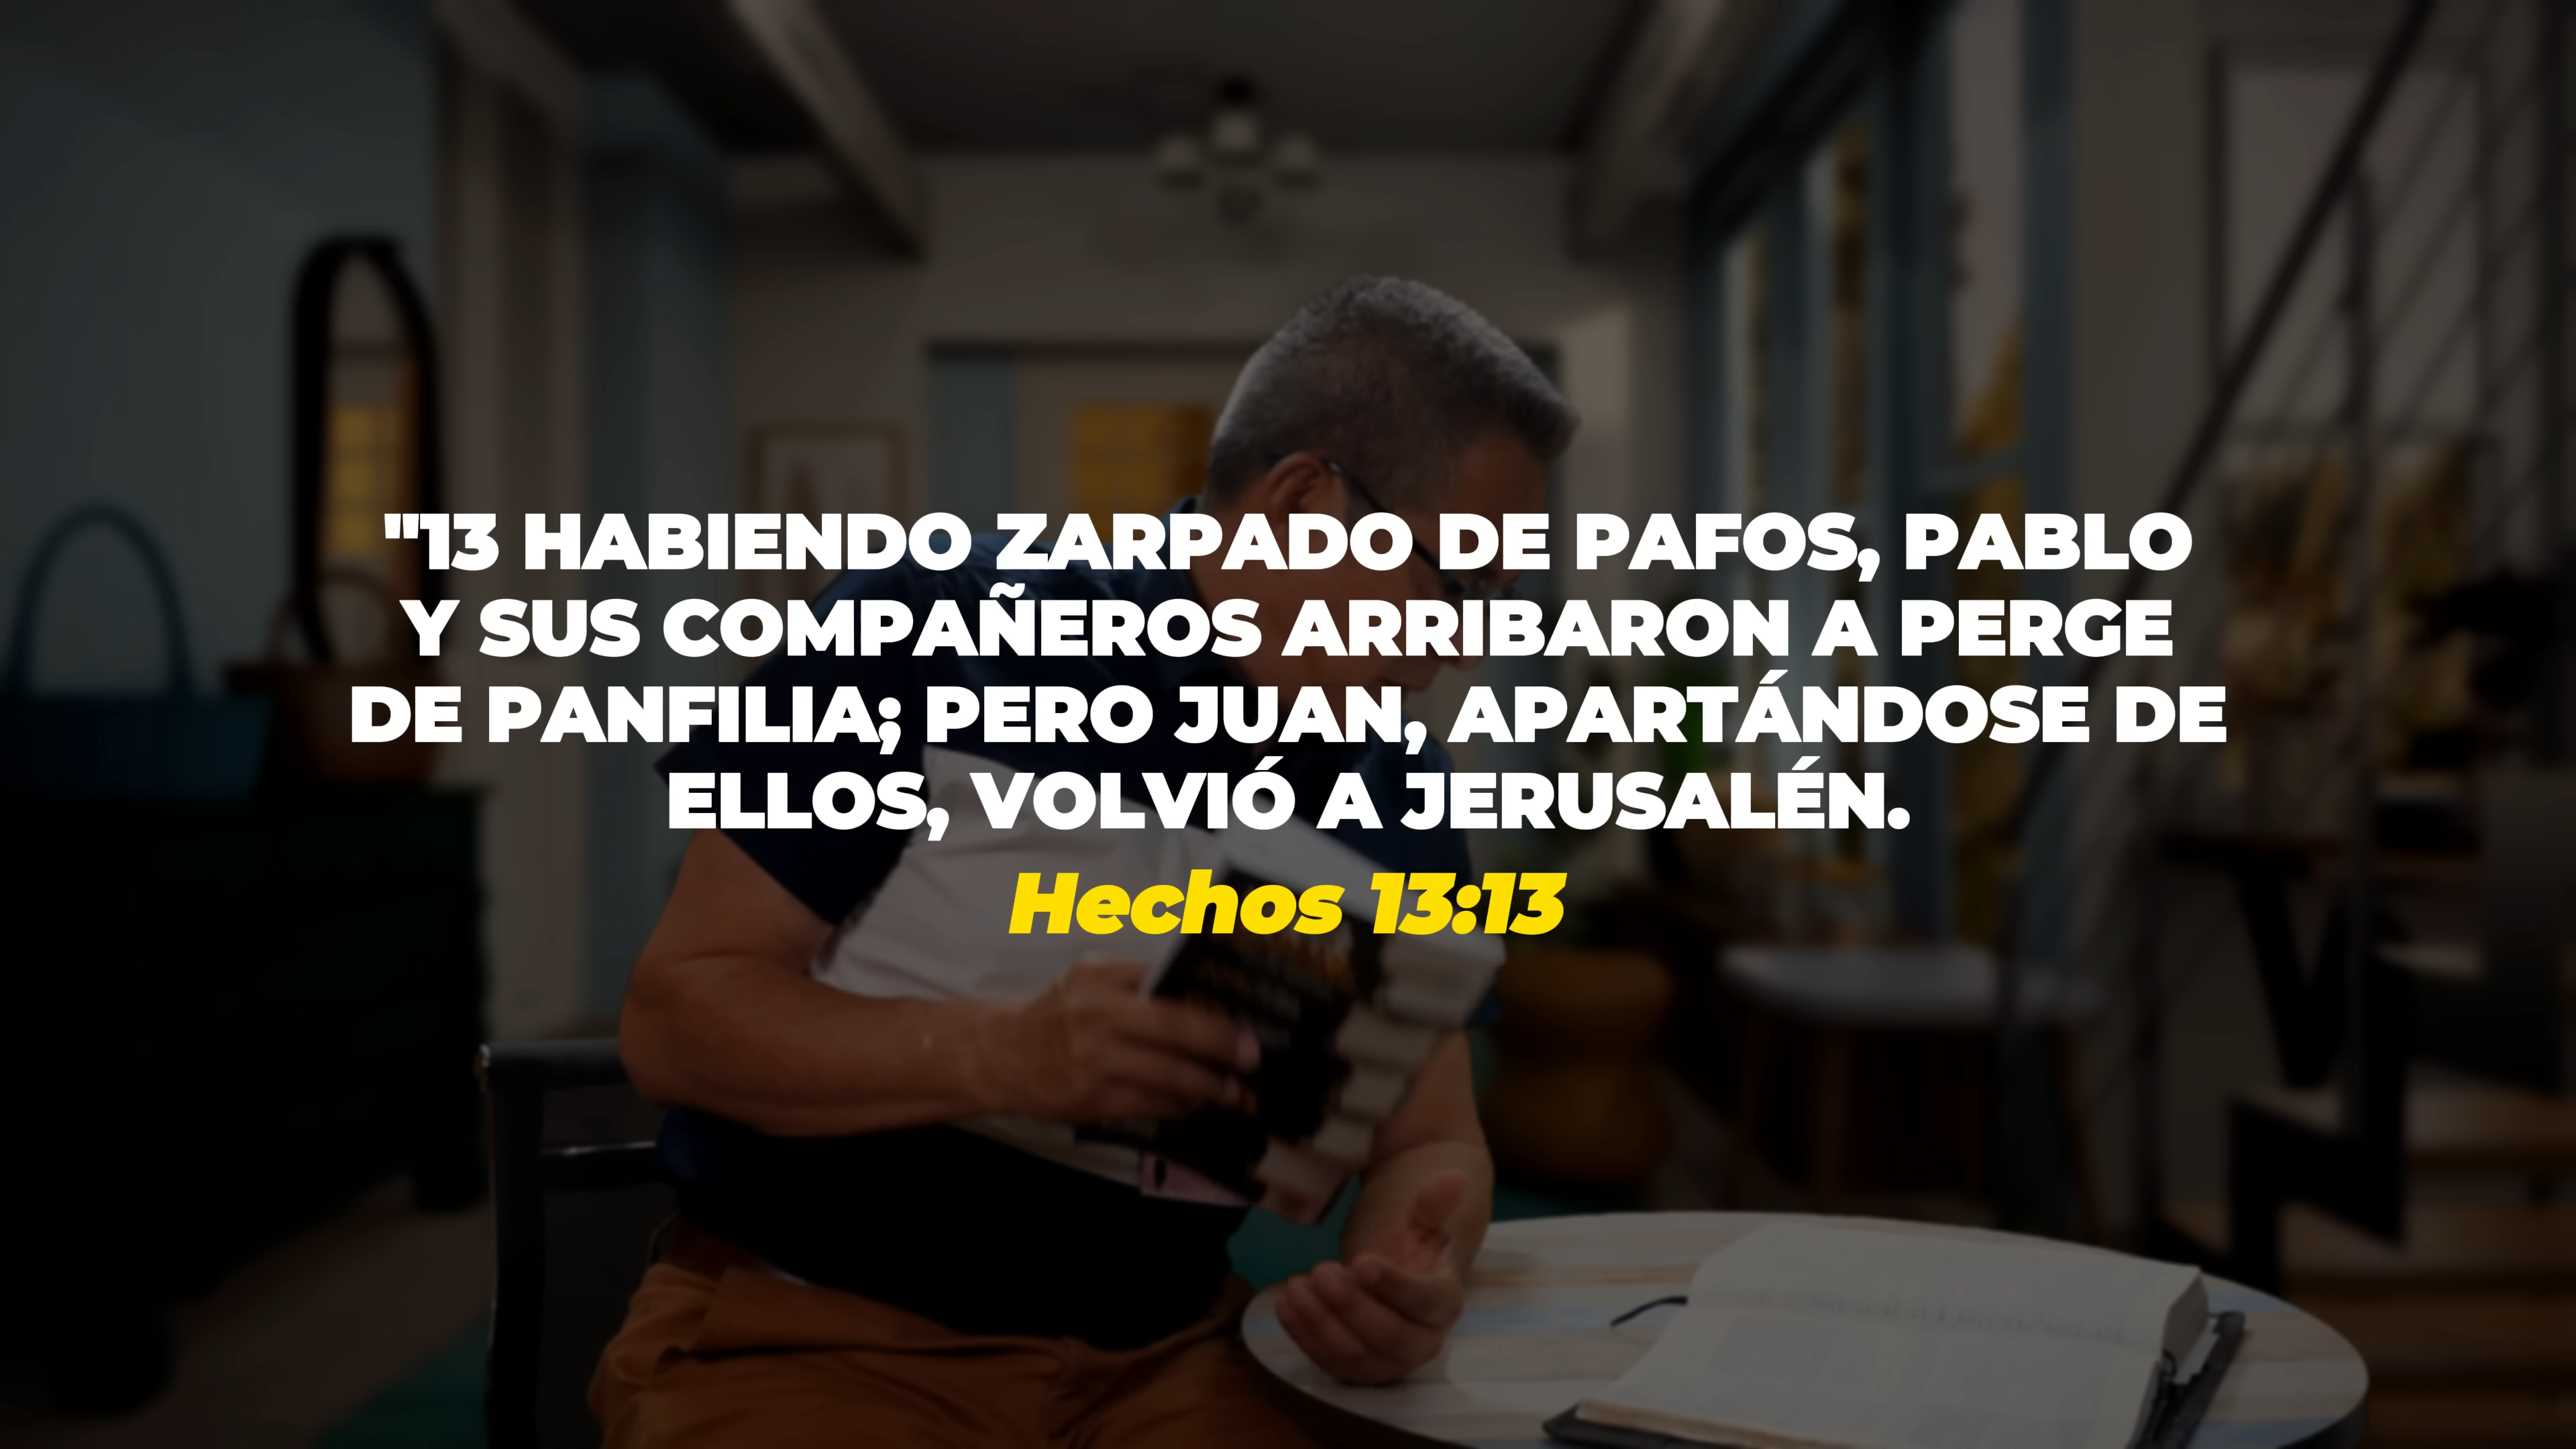 "13 HABIENDO ZARPADO DE PAFOS, PABLO
Y SUS COMPAÑEROS ARRIBARON A PERGE
DE PANFILIA; PERO JUAN, APARTÁNDOSE DE
ELLOS, VOLVIÓ A JERUSALÉN.
Hechos 13:13